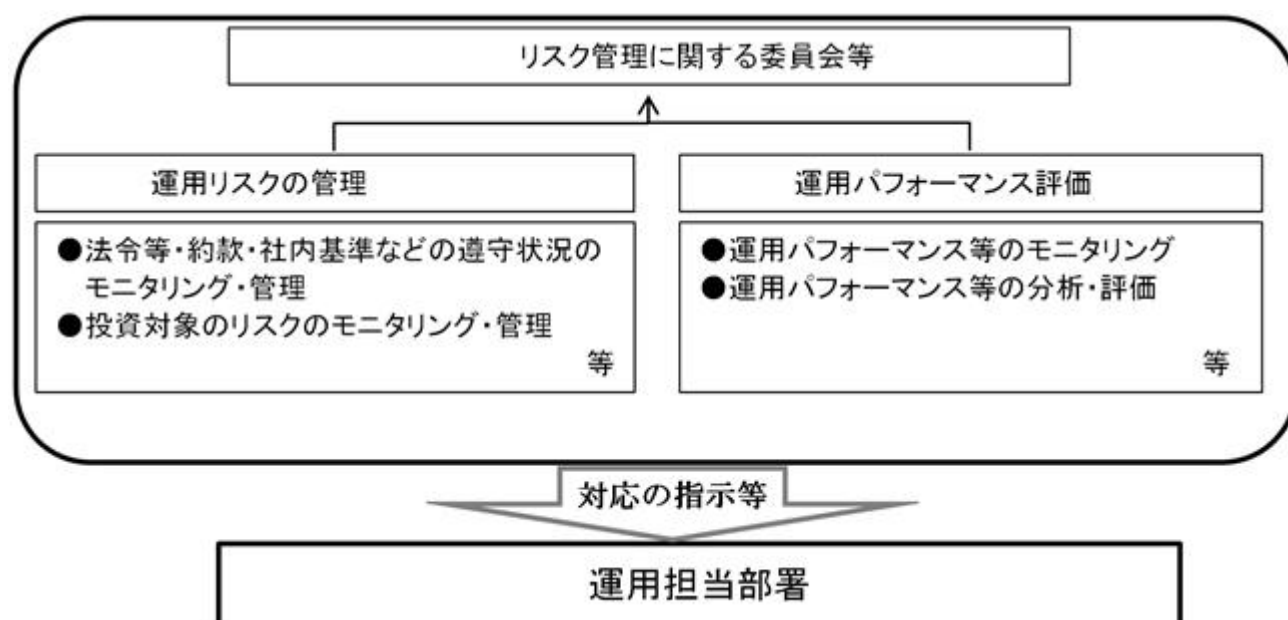 リスク管理に関する委員会等
運用リスクの管理
●法令等・約款・社内基準などの遵守状況の
モニタリング・管理
●投資対象のリスクのモニタリング・管理
等
運用パフォーマンス評価
●運用パフォーマンス等のモニタリング
●運用パフォーマンス等の分析・評価
等
対応の指示等
運用担当部署